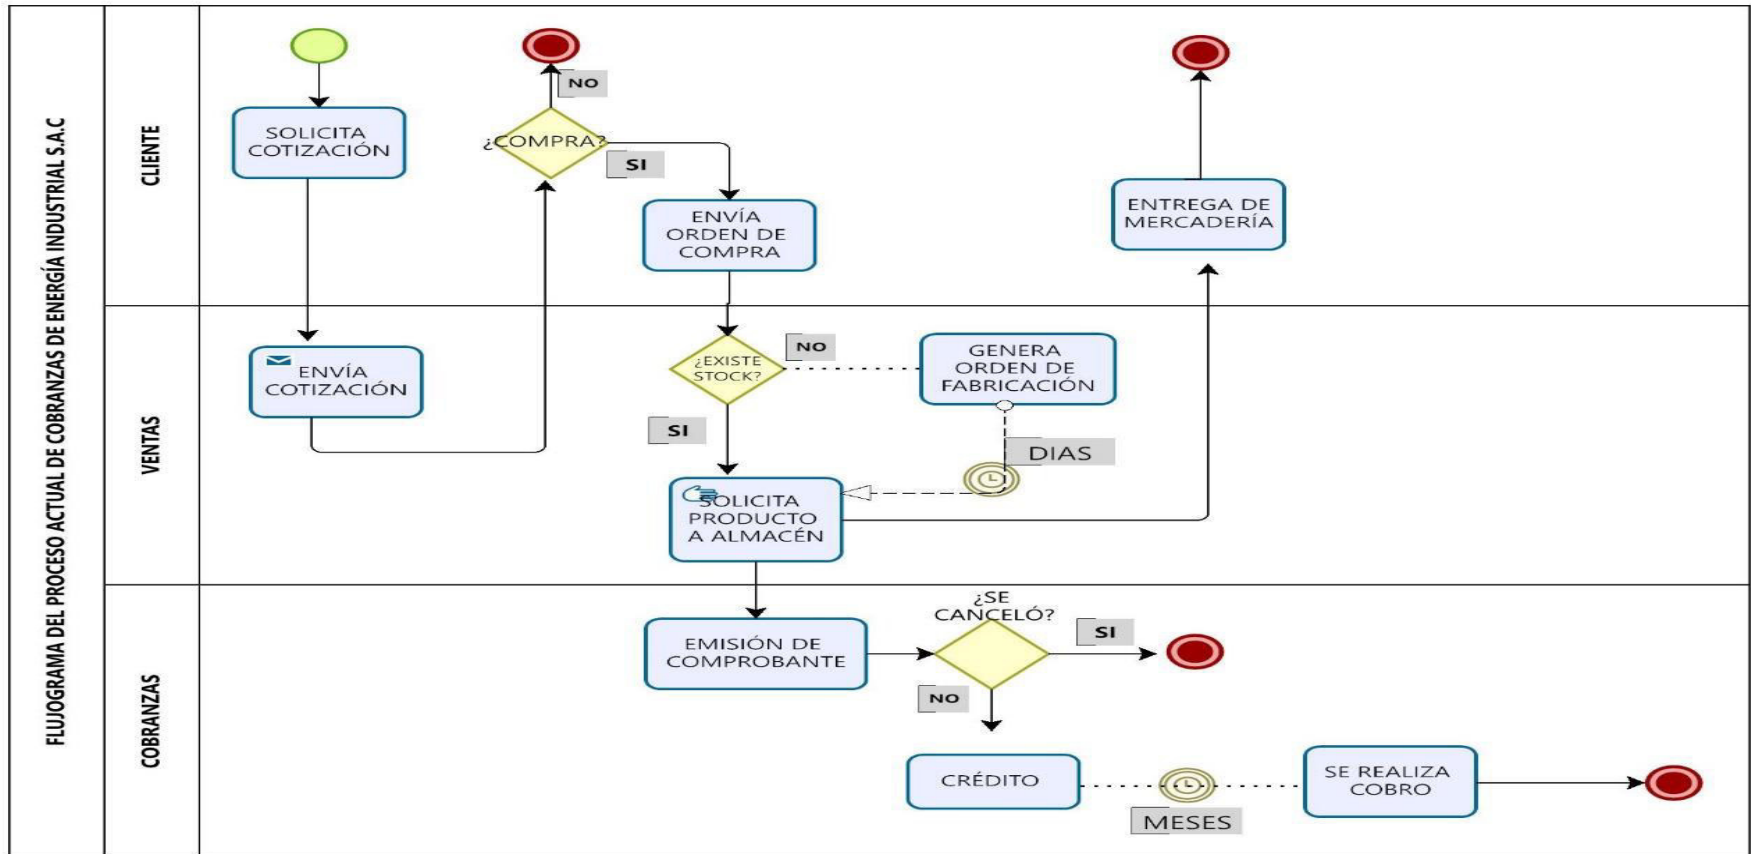 FLUJOGRAMA DEL PROCESO ACTUAL DE COBRANZAS DE ENERGÍA INDUSTRIAL S.A.C
CLIENTE
SOLICITA
COTIZACIÓN
NO
¿COMPRA?
SI
ENVÍA
ORDEN DE
COMPRA
ENTREGA DE
MERCADERÍA
VENTAS
ENVÍA
COTIZACIÓN
¿EXISTE
STOCK?
NO
GENERA
ORDEN DE
FABRICACIÓN
SI
DIAS
SOLICITA
PRODUCTO
A ALMACÉN
COBRANZAS
EMISIÓN DE
COMPROBANTE
¿SE
CANCELÓ?
SI
NO
CRÉDITO
MESES
SE REALIZA
COBRO